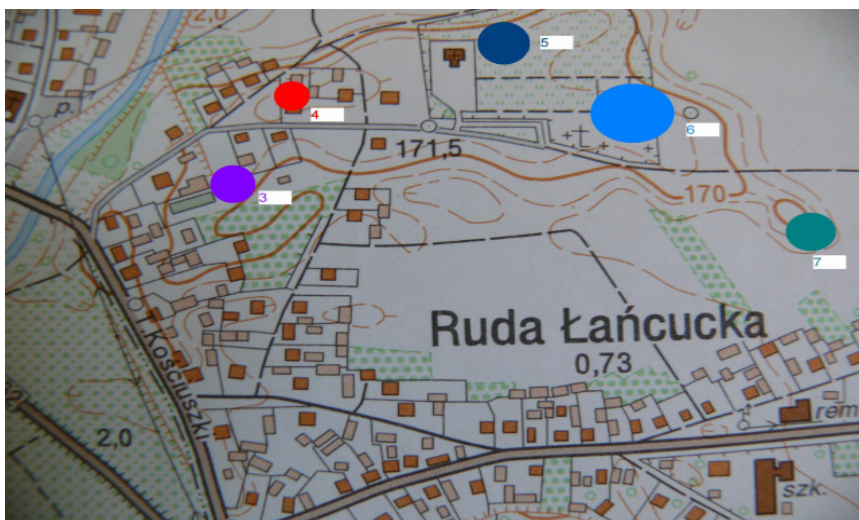 2,0
5
4
p.
6
171,5
3
170
7
Ruda Łańcucka
0,73
T. Kościuszki
rem.
2,0
szk.